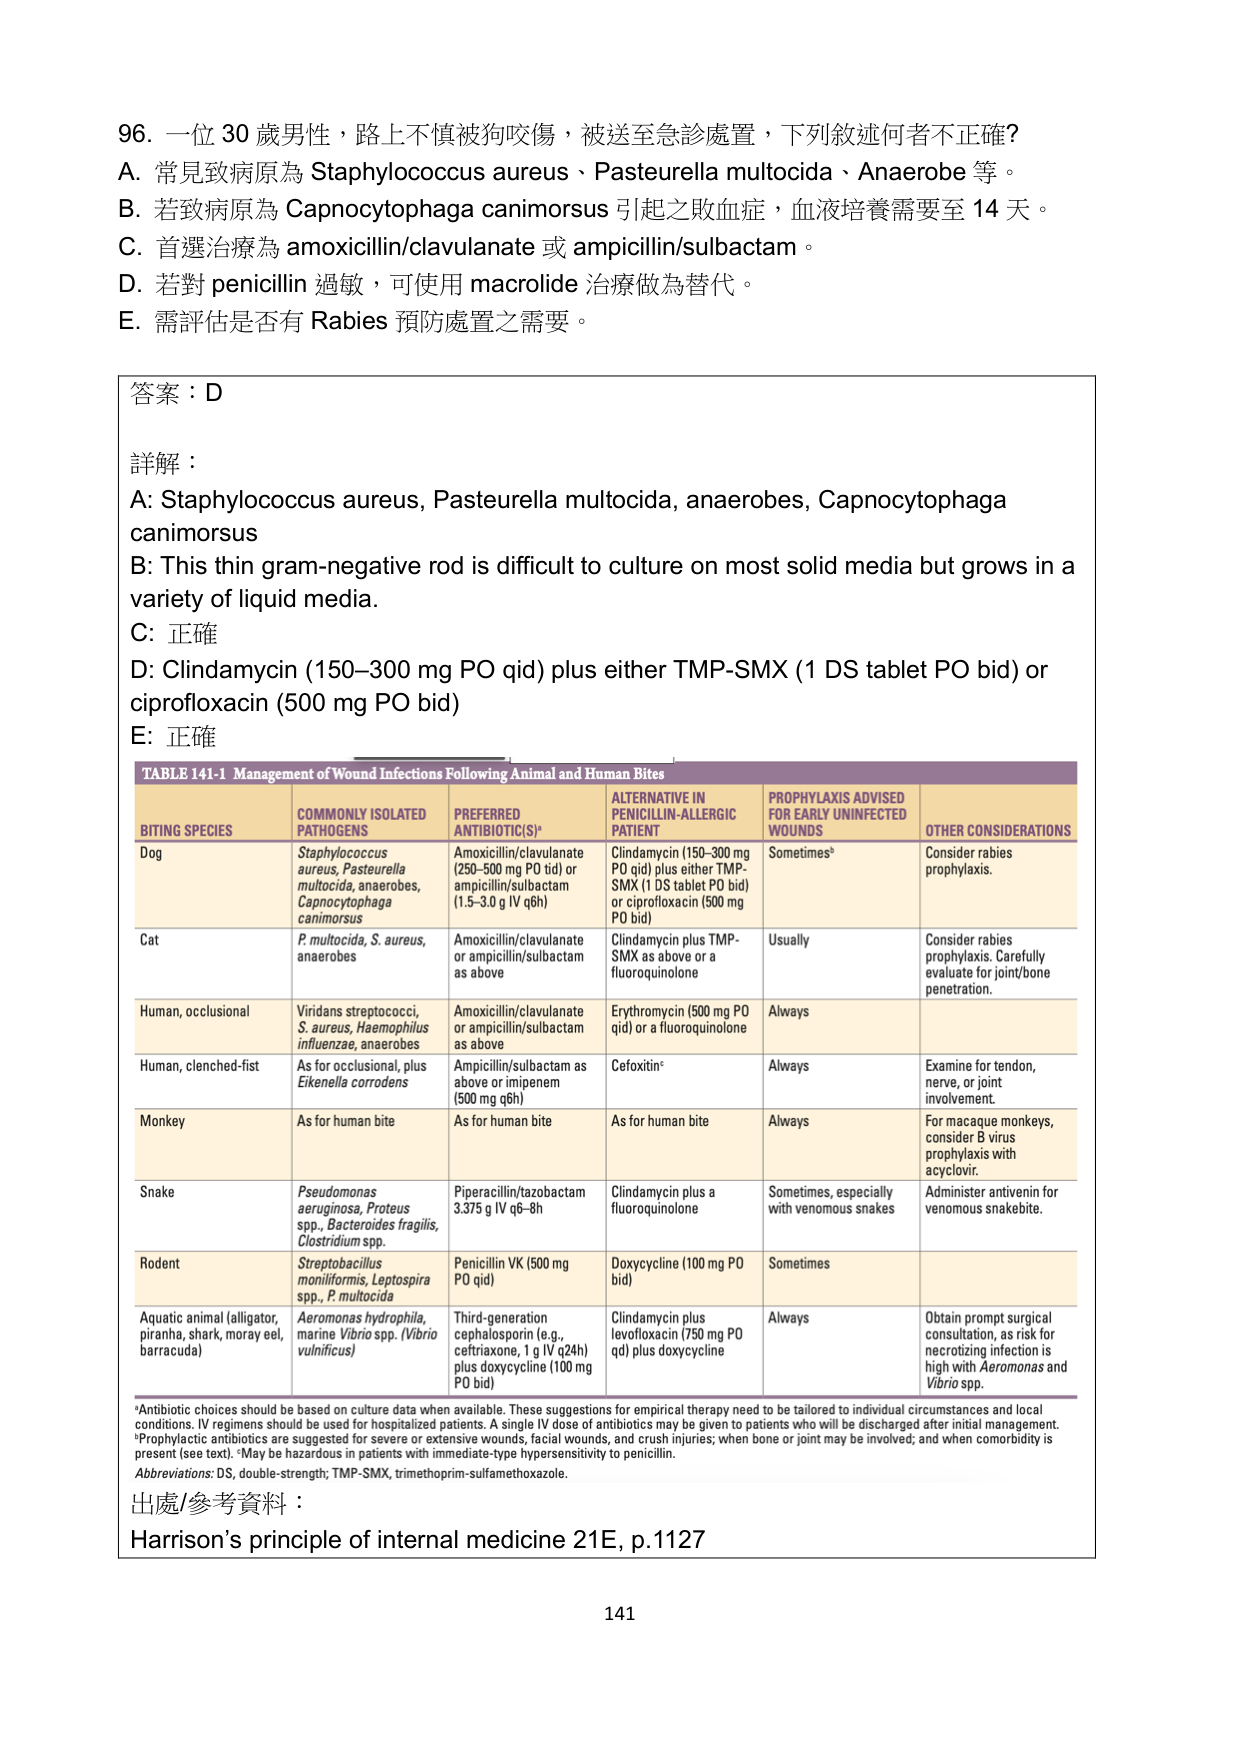 96. 一位 30 歲男性，路上不慎被狗咬傷，被送至急診處置，下列敘述何者不正確?
A. 常見致病原為 Staphylococcus aureus、Pasteurella multocida、Anaerobe 等。
B. 若致病原為 Capnocytophaga canimorsus 引起之敗血症，血液培養需要至 14 天。
C. 首選治療為 amoxicillin/clavulanate 或 ampicillin/sulbactam。
D. 若對 penicillin 過敏，可使用 macrolide 治療做為替代。
E. 需評估是否有 Rabies 預防處置之需要。
答案：D
詳解：
A: Staphylococcus aureus, Pasteurella multocida, anaerobes, Capnocytophaga
canimorsus
B: This thin gram-negative rod is difficult to culture on most solid media but grows in a
variety of liquid media.
C: 正確
D: Clindamycin (150–300 mg PO qid) plus either TMP-SMX (1 DS tablet PO bid) or
ciprofloxacin (500 mg PO bid)
E: 正確
TABLE 141-1 Management of Wound Infections Following Animal and Human Bites
BITING SPECIES
COMMONLY ISOLATED
PATHOGENS
PREFERRED
ANTIBIOTIC(S)ᵃ
ALTERNATIVE IN
PENICILLIN-ALLERGIC
PATIENT
PROPHYLAXIS ADVISED
FOR EARLY UNINFECTED
WOUNDS
OTHER CONSIDERATIONS
Dog
Staphylococcus
aureus, Pasteurella
multocida, anaerobes,
Capnocytophaga
canimorsus
Amoxicillin/clavulanate
(250–500 mg PO tid) or
ampicillin/sulbactam
(1.5–3.0 g IV q6h)
Clindamycin (150–300 mg
PO qid) plus either TMP-
SMX (1 DS tablet PO bid)
or ciprofloxacin (500 mg
PO bid)
Sometimesᵇ
Consider rabies
prophylaxis.
Cat
P. multocida, S. aureus,
anaerobes
Amoxicillin/clavulanate
or ampicillin/sulbactam
as above
Clindamycin plus TMP-
SMX as above or a
fluoroquinolone
Usually
Consider rabies
prophylaxis. Carefully
evaluate for joint/bone
penetration.
Human, occlusional
Viridans streptococci,
S. aureus, Haemophilus
influenzae, anaerobes
Amoxicillin/clavulanate
or ampicillin/sulbactam
as above
Erythromycin (500 mg PO
qid) or a fluoroquinolone
Always
Human, clenched-fist
As for occlusional, plus
Eikenella corrodens
Ampicillin/sulbactam as
above or imipenem
(500 mg q6h)
Cefoxitinᶜ
Always
Examine for tendon,
nerve, or joint
involvement.
Monkey
As for human bite
As for human bite
As for human bite
Always
For macaque monkeys,
consider B virus
prophylaxis with
acyclovir.
Snake
Pseudomonas
aeruginosa, Proteus
spp., Bacteroides fragilis,
Clostridium spp.
Piperacillin/tazobactam
3.375 g IV q6–8h
Clindamycin plus a
fluoroquinolone
Sometimes, especially
with venomous snakes
Administer antivenin for
venomous snakebite.
Rodent
Streptobacillus
moniliformis, Leptospira
spp., P. multocida
Penicillin VK (500 mg
PO qid)
Doxycycline (100 mg PO
bid)
Sometimes
Aquatic animal (alligator,
piranha, shark, moray eel,
barracuda)
Aeromonas hydrophila,
marine Vibrio spp. (Vibrio
vulnificus)
Third-generation
cephalosporin (e.g.,
ceftriaxone, 1 g IV q24h)
plus doxycycline (100 mg
PO bid)
Clindamycin plus
levofloxacin (750 mg PO
qd) plus doxycycline
Always
Obtain prompt surgical
consultation, as risk for
necrotizing infection is
high with Aeromonas and
Vibrio spp.
ᵃAntibiotic choices should be based on culture data when available. These suggestions for empirical therapy need to be tailored to individual circumstances and local
conditions. IV regimens should be used for hospitalized patients. A single IV dose of antibiotics may be given to patients who will be discharged after initial management.
ᵇProphylactic antibiotics are suggested for severe or extensive wounds, facial wounds, and crush injuries; when bone or joint may be involved; and when comorbidity is
present (see text). ᶜMay be hazardous in patients with immediate-type hypersensitivity to penicillin.
Abbreviations: DS, double-strength; TMP-SMX, trimethoprim-sulfamethoxazole.
出處/參考資料：
Harrison’s principle of internal medicine 21E, p.1127
141